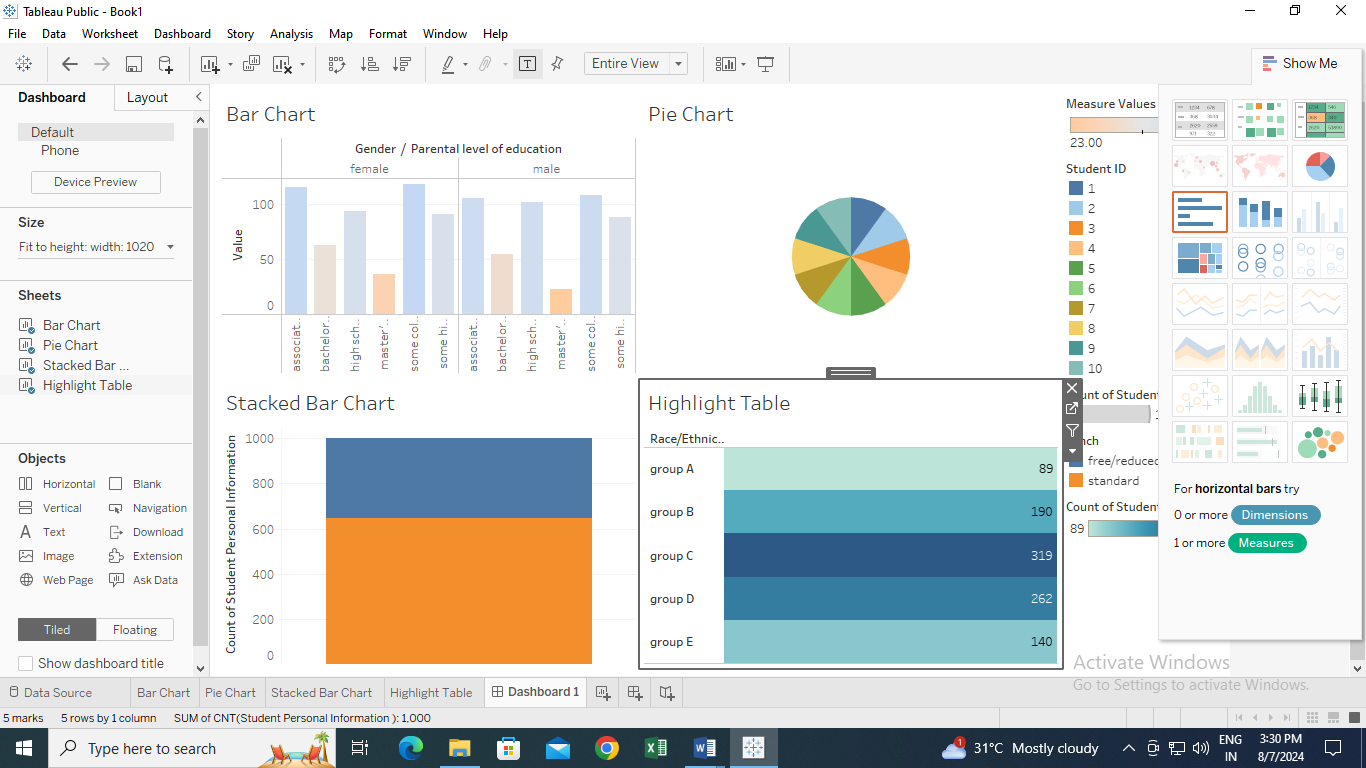 Tableau Public - Book1
File Data Worksheet Dashboard Story Analysis Map Format Window Help
Entire View
Show Me
Dashboard Layout
Default
Phone
Device Preview
Size
Fit to height: width: 1020
Sheets
Bar Chart
Pie Chart
Stacked Bar ...
Highlight Table
Objects
Horizontal Blank
Vertical Navigation
Text Download
Image Extension
Web Page Ask Data
Tiled Floating
Show dashboard title
Bar Chart
Gender / Parental level of education
female male
Value
100
50
0
associat.. bachelor.. high sch.. master'.. some col.. some hi.. associat.. bachelor.. high sch.. master'.. some col.. some hi..
Pie Chart
Stacked Bar Chart
Count of Student Personal Information
1000
800
600
400
200
0
Highlight Table
Race/Ethnic..
group A 89
group B 190
group C 319
group D 262
group E 140
Measure Values
23.00
Student ID
1
2
3
4
5
6
7
8
9
10
unt of Student
1
nch
free/reduced
standard
Count of Student
89
For horizontal bars try
0 or more Dimensions
1 or more Measures
Activate Windows
Go to Settings to activate Windows.
Data Source Bar Chart Pie Chart Stacked Bar Chart Highlight Table Dashboard 1
5 marks 5 rows by 1 column SUM of CNT(Student Personal Information ): 1,000
Type here to search
1
31°C Mostly cloudy
ENG
IN
3:30 PM
8/7/2024